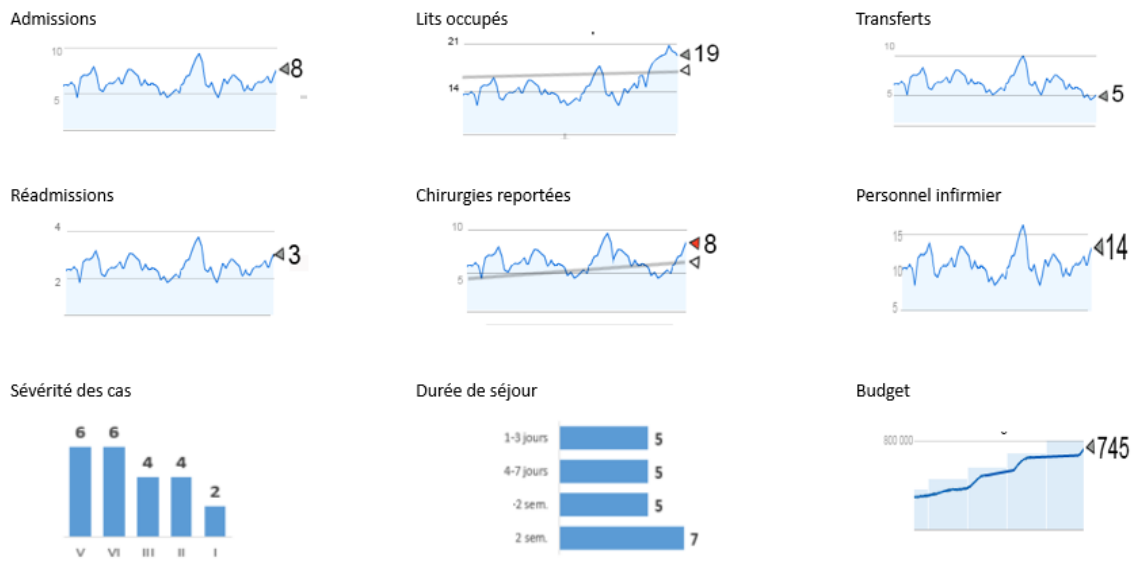 Admissions
10
5
8
Lits occupés
21
14
19
Transferts
10
5
5
Réadmissions
4
2
3
Chirurgies reportées
10
5
8
Personnel infirmier
15
10
5
14
Sévérité des cas
6 6 4 4 2
V VI III II I
Durée de séjour
1-3 jours 5
4-7 jours 5
-2 sem. 5
2 sem. 7
Budget
800 000
745